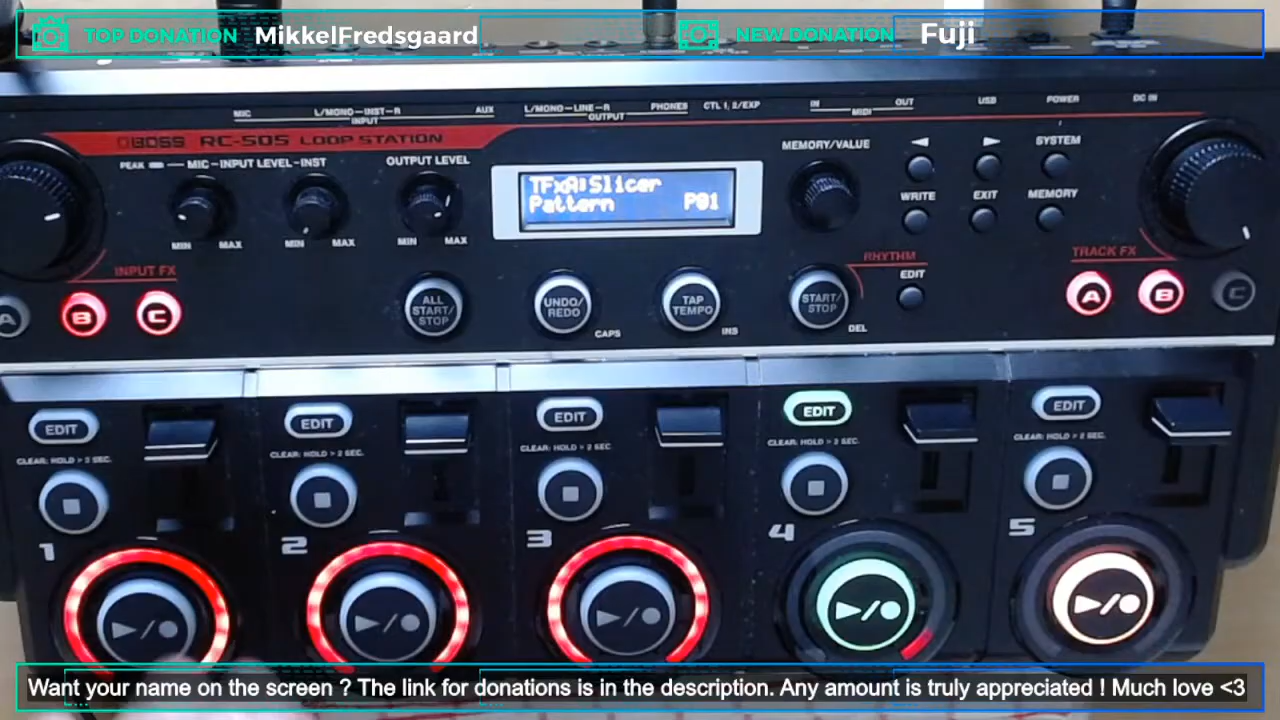 TOP DONATION MikkelFredsgaard
NEW DONATION Fuji
MIC L/MONO-INST-R AUX L/MONO-LINE-R PHONES CTL 1, 2/EXP IN OUT USB POWER DC IN
INPUT OUTPUT MIDI
BOSS RC-505 LOOP STATION
PEAK MIC-INPUT LEVEL-INST OUTPUT LEVEL MEMORY/VALUE SYSTEM
TFxA:Slicer
Pattern P01
WRITE EXIT MEMORY
MIN MAX MIN MAX MIN MAX
INPUT FX RHYTHM TRACK FX
EDIT
A B C
ALL START/STOP
UNDO/REDO
TAP TEMPO
START/STOP
A B C
CAPS INS DEL
EDIT EDIT EDIT EDIT EDIT
CLEAR: HOLD > 2 SEC. CLEAR: HOLD > 2 SEC. CLEAR: HOLD > 2 SEC. CLEAR: HOLD > 2 SEC. CLEAR: HOLD > 2 SEC.
1 2 3 4 5
Want your name on the screen ? The link for donations is in the description. Any amount is truly appreciated ! Much love <3